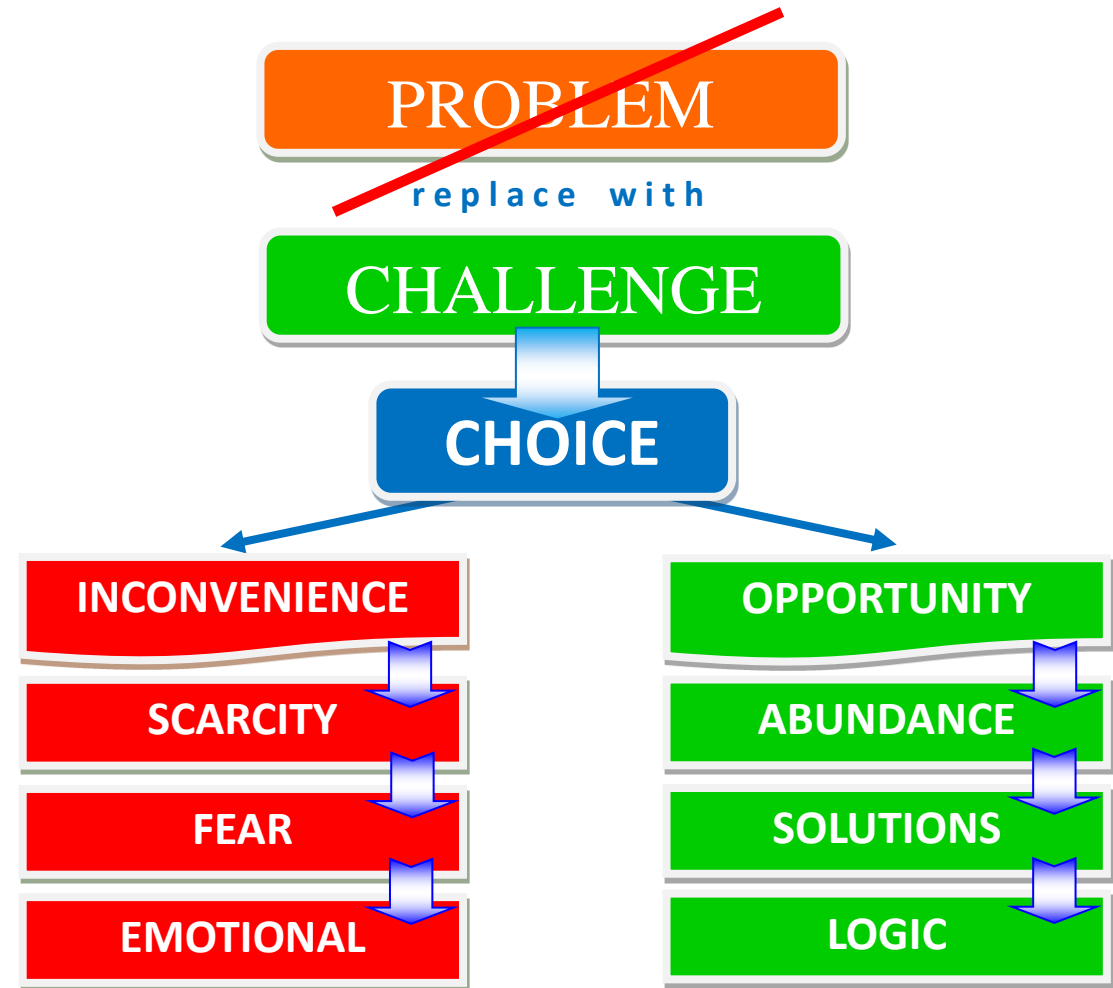 PROBLEM
replace with
CHALLENGE
CHOICE
INCONVENIENCE
SCARCITY
FEAR
EMOTIONAL
OPPORTUNITY
ABUNDANCE
SOLUTIONS
LOGIC